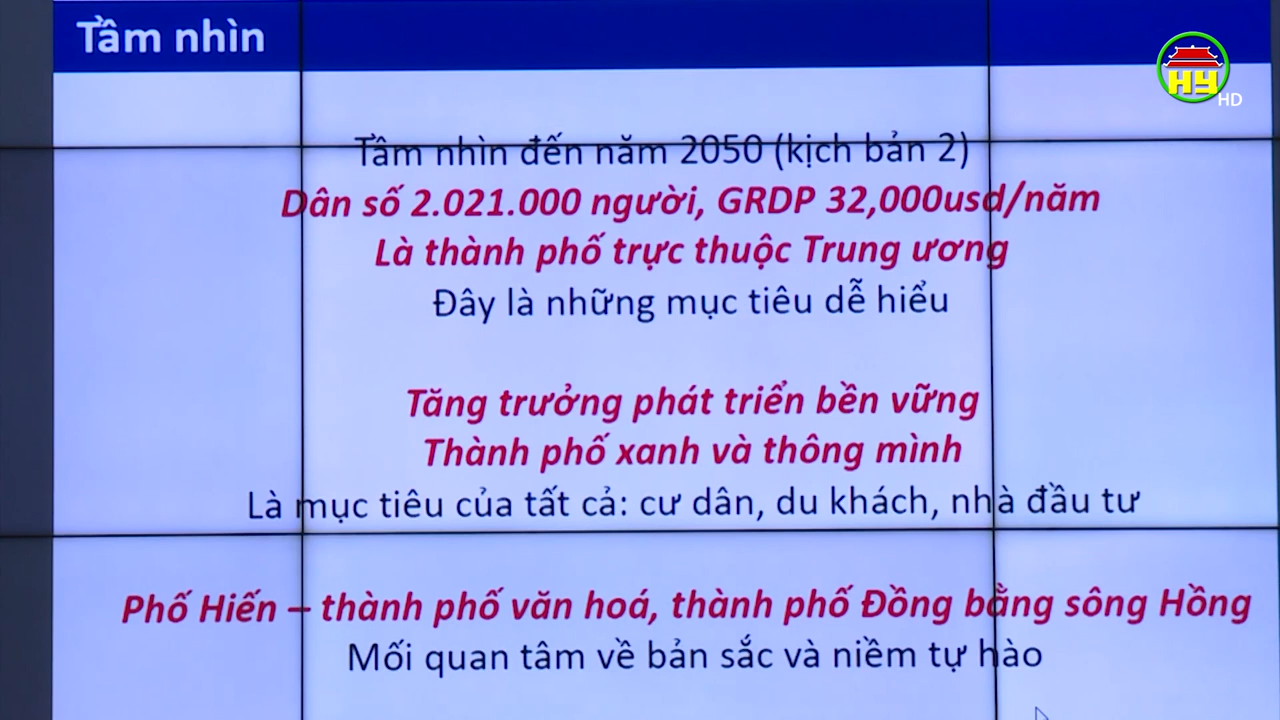 Tầm nhìn
HY HD
Tầm nhìn đến năm 2050 (kịch bản 2)
Dân số 2.021.000 người, GRDP 32,000usd/năm
Là thành phố trực thuộc Trung ương
Đây là những mục tiêu dễ hiểu
Tăng trưởng phát triển bền vững
Thành phố xanh và thông mình
Là mục tiêu của tất cả: cư dân, du khách, nhà đầu tư
Phố Hiến – thành phố văn hoá, thành phố Đồng bằng sông Hồng
Mối quan tâm về bản sắc và niềm tự hào